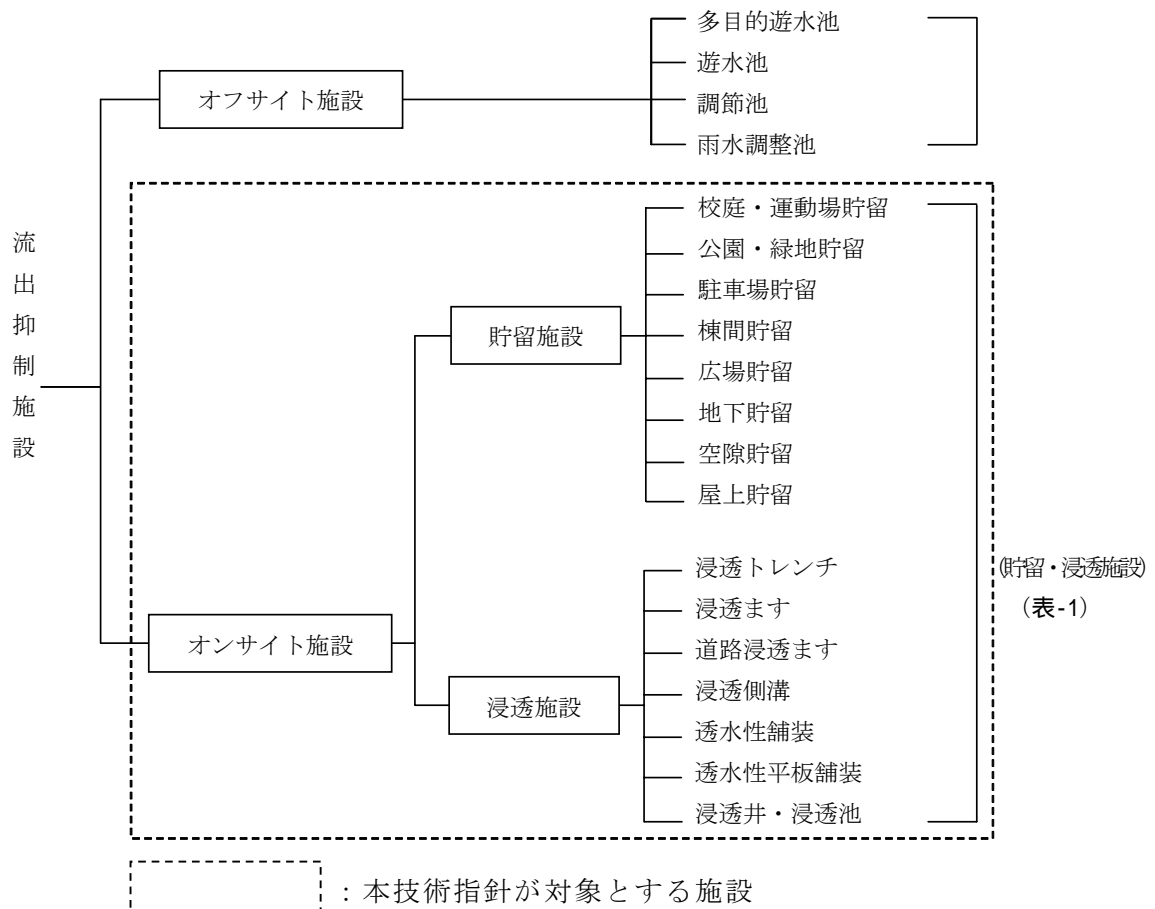 流出抑制施設
オフサイト施設
多目的遊水池
遊水池
調節池
雨水調整池
オンサイト施設
貯留施設
校庭・運動場貯留
公園・緑地貯留
駐車場貯留
棟間貯留
広場貯留
地下貯留
空隙貯留
屋上貯留
浸透施設
浸透トレンチ
浸透ます
道路浸透ます
浸透側溝
透水性舗装
透水性平板舗装
浸透井・浸透池
(貯留・浸透施設)
（表-1）
：本技術指針が対象とする施設